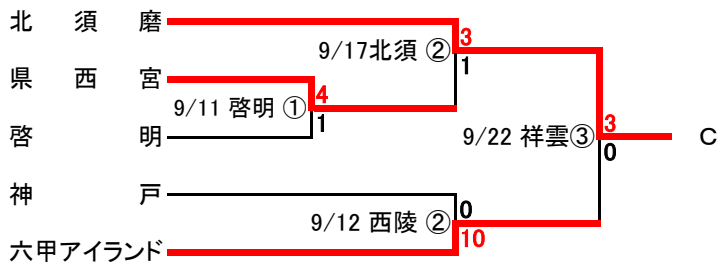 北須磨
3
9/17北須 ②
1
県西宮
4
9/11 啓明 ①
1
啓明
3
9/22 祥雲③
C
0
神戸
0
9/12 西陵 ②
10
六甲アイランド